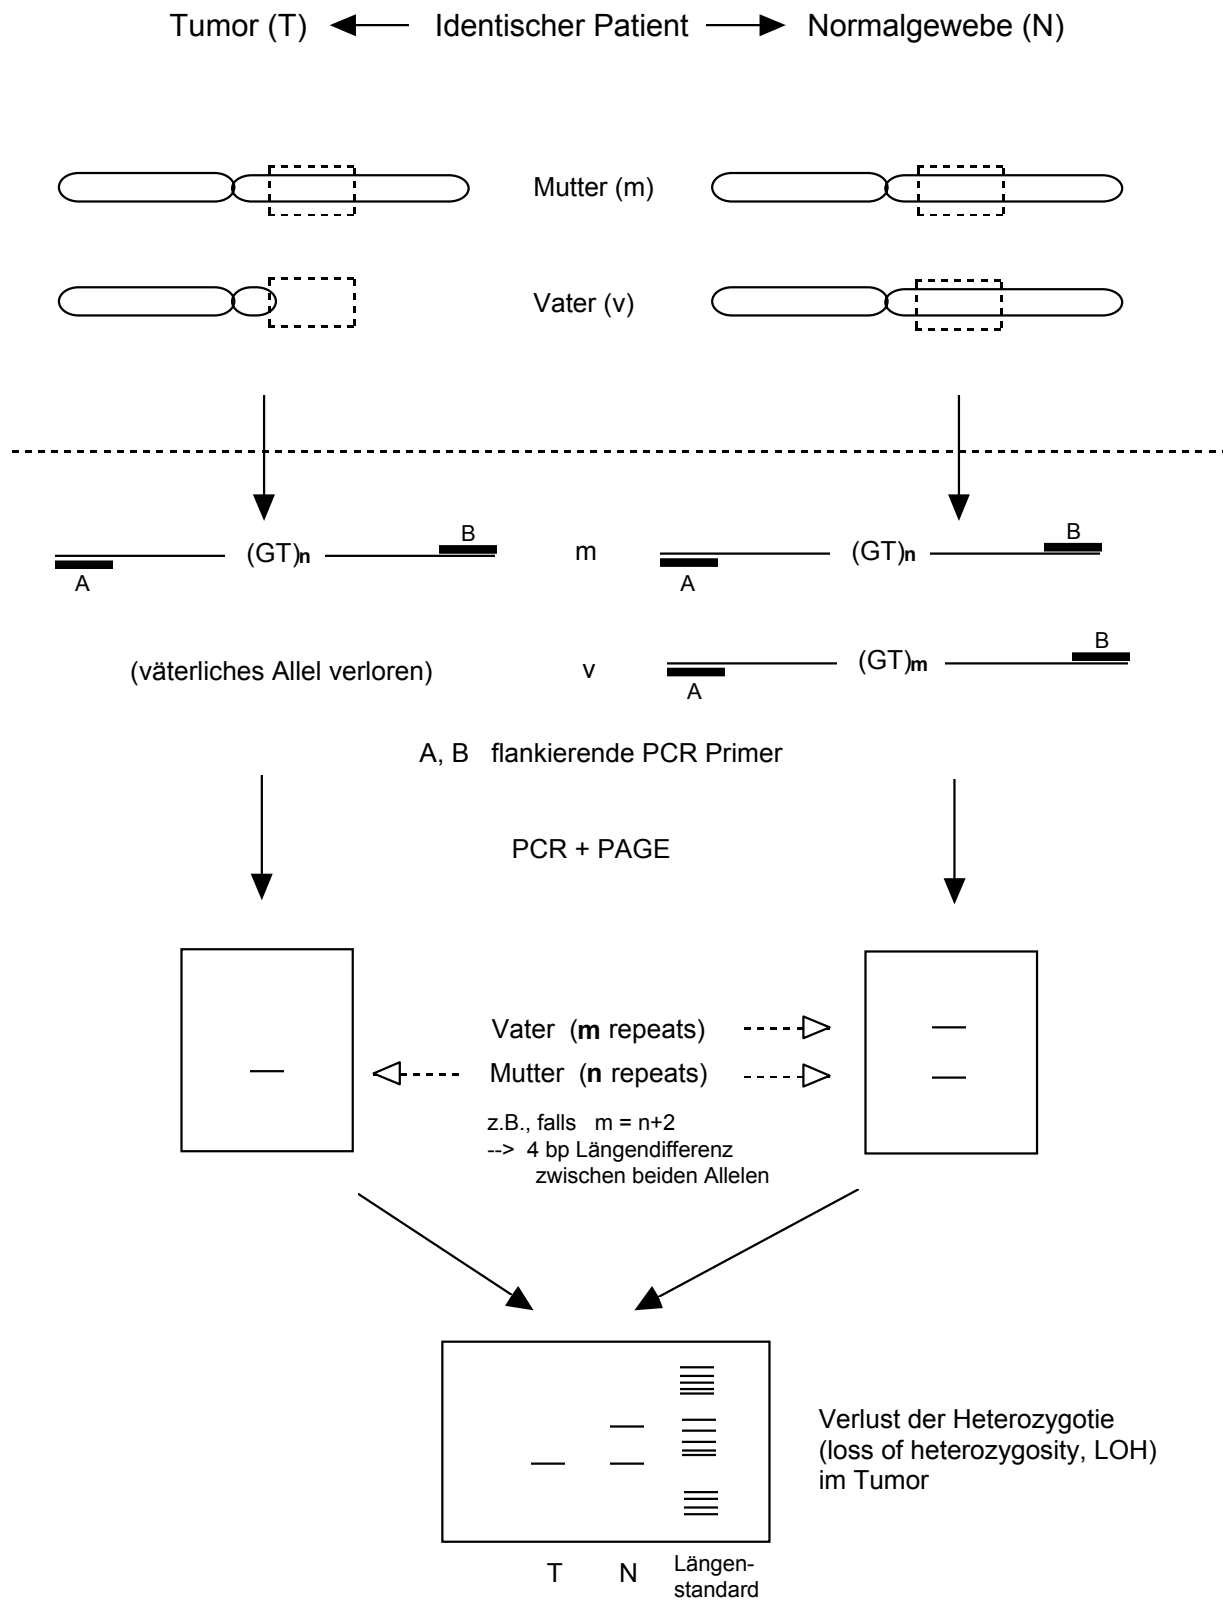 Tumor (T) Identischer Patient Normalgewebe (N)
Mutter (m)
Vater (v)
B
(GT)n
A
m
B
(GT)n
A
(väterliches Allel verloren)
v
B
(GT)m
A
A, B flankierende PCR Primer
PCR + PAGE
Vater (m repeats)
Mutter (n repeats)
z.B., falls m = n+2
--> 4 bp Längendifferenz
zwischen beiden Allelen
Verlust der Heterozygotie
(loss of heterozygosity, LOH)
im Tumor
T N Längen-
standard